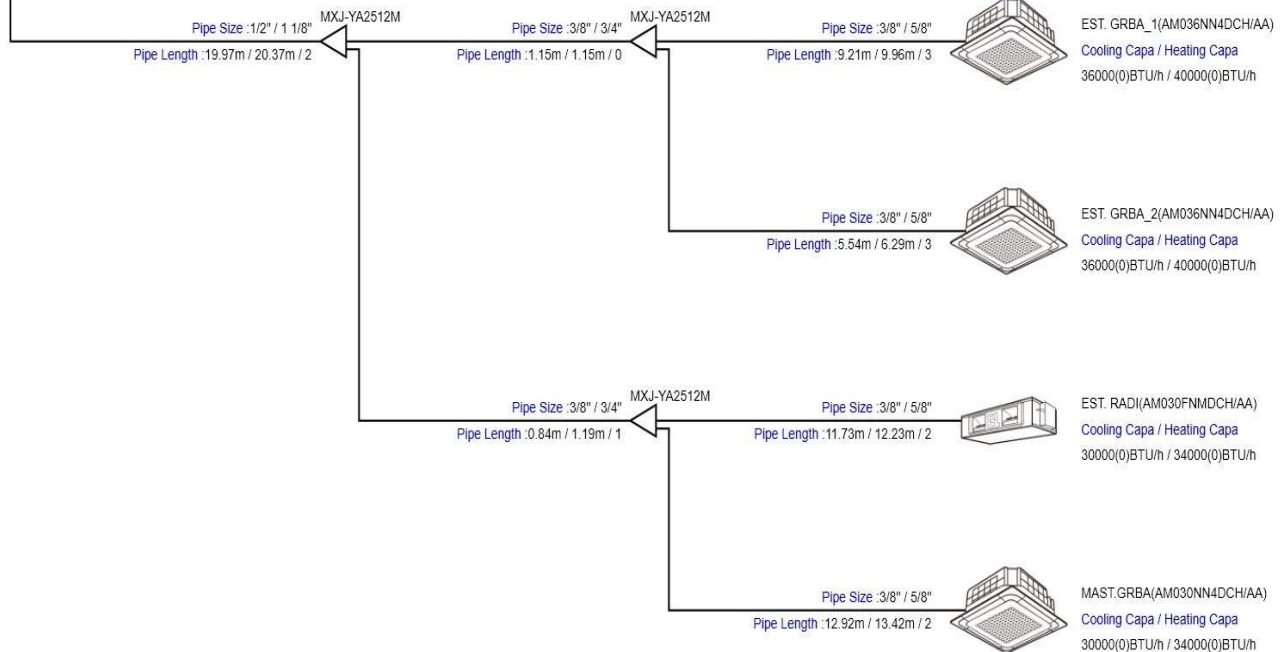 MXJ-YA2512M
Pipe Size :1/2" / 1 1/8"
Pipe Length :19.97m / 20.37m / 2
MXJ-YA2512M
Pipe Size :3/8" / 3/4"
Pipe Length :1.15m / 1.15m / 0
Pipe Size :3/8" / 5/8"
Pipe Length :9.21m / 9.96m / 3
EST. GRBA_1(AM036NN4DCH/AA)
Cooling Capa / Heating Capa
36000(0)BTU/h / 40000(0)BTU/h
Pipe Size :3/8" / 5/8"
Pipe Length :5.54m / 6.29m / 3
EST. GRBA_2(AM036NN4DCH/AA)
Cooling Capa / Heating Capa
36000(0)BTU/h / 40000(0)BTU/h
MXJ-YA2512M
Pipe Size :3/8" / 3/4"
Pipe Length :0.84m / 1.19m / 1
Pipe Size :3/8" / 5/8"
Pipe Length :11.73m / 12.23m / 2
EST. RADI(AM030FNMDCH/AA)
Cooling Capa / Heating Capa
30000(0)BTU/h / 34000(0)BTU/h
Pipe Size :3/8" / 5/8"
Pipe Length :12.92m / 13.42m / 2
MAST.GRBA(AM030NN4DCH/AA)
Cooling Capa / Heating Capa
30000(0)BTU/h / 34000(0)BTU/h